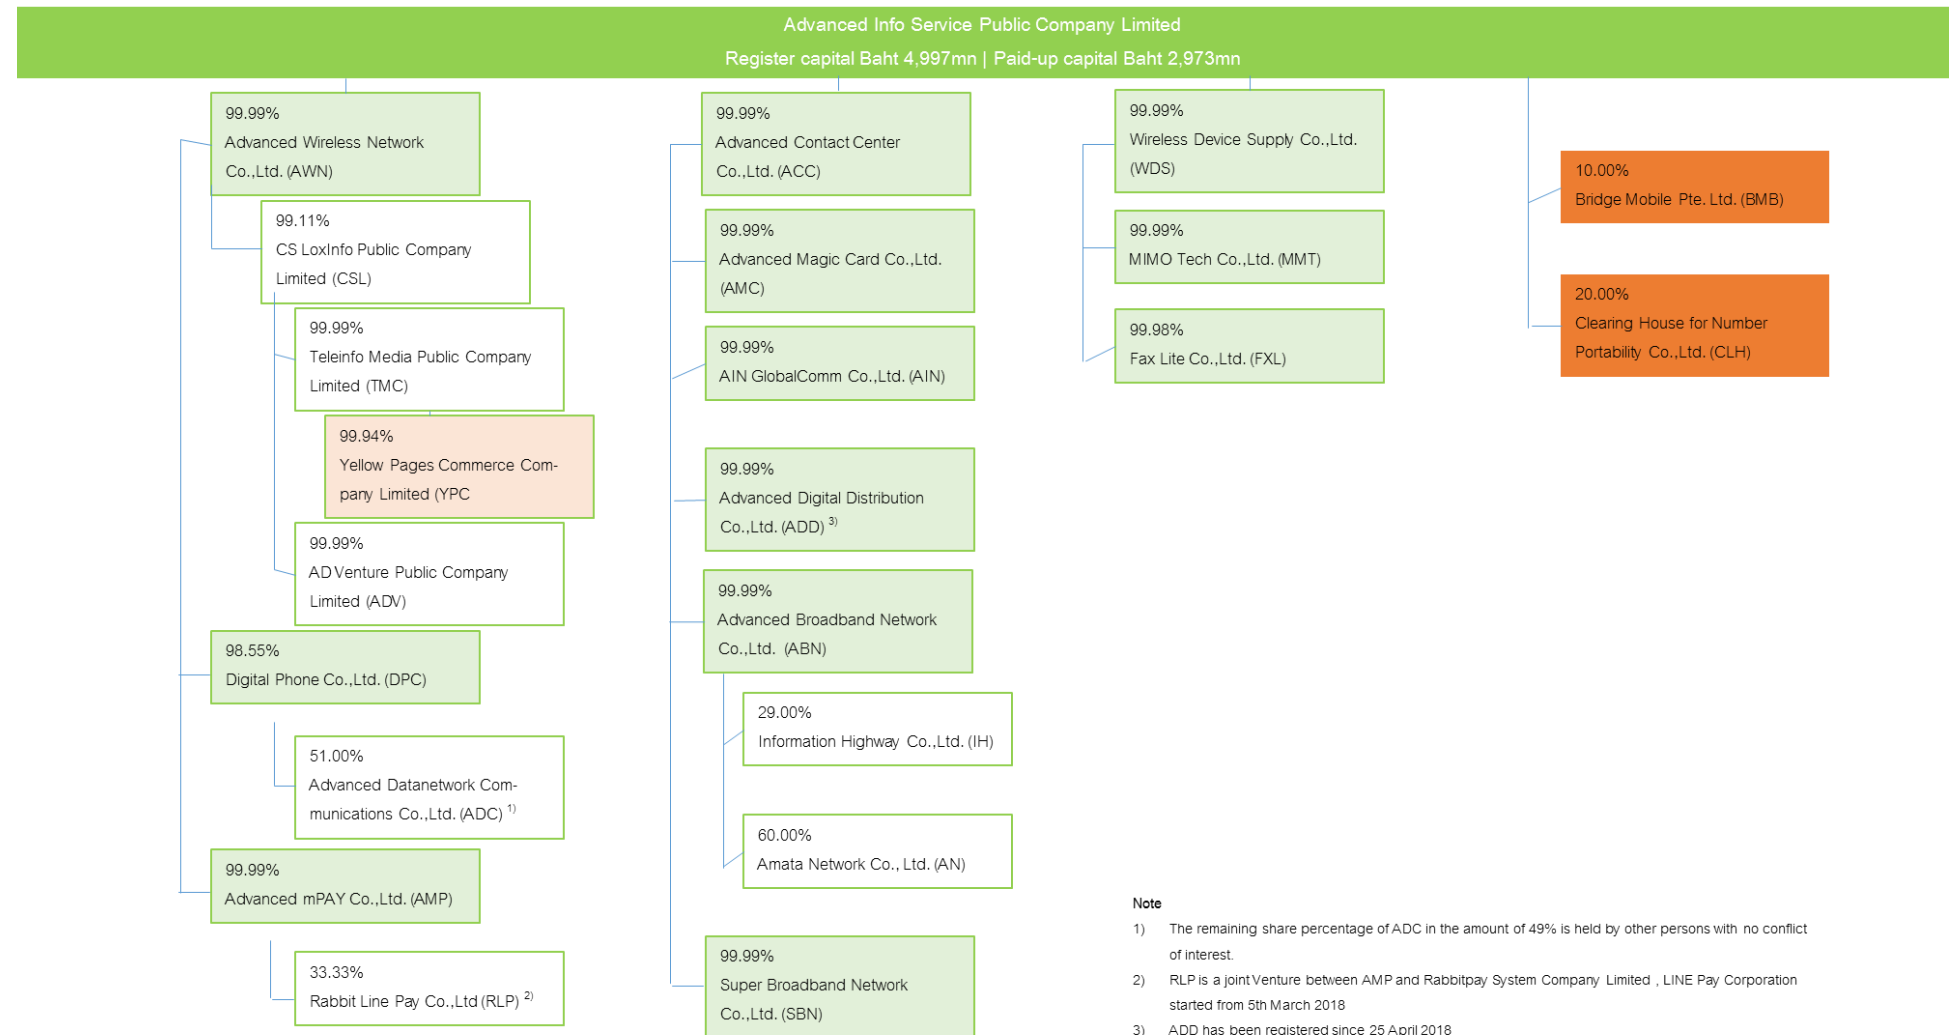 Advanced Info Service Public Company Limited
Register capital Baht 4,997mn | Paid-up capital Baht 2,973mn
99.99%
Advanced Wireless Network
Co.,Ltd. (AWN)
99.11%
CS LoxInfo Public Company
Limited (CSL)
99.99%
Teleinfo Media Public Company
Limited (TMC)
99.94%
Yellow Pages Commerce Com-
pany Limited (YPC
99.99%
AD Venture Public Company
Limited (ADV)
98.55%
Digital Phone Co.,Ltd. (DPC)
51.00%
Advanced Datanetwork Com-
munications Co.,Ltd. (ADC) 1)
99.99%
Advanced mPAY Co.,Ltd. (AMP)
33.33%
Rabbit Line Pay Co.,Ltd (RLP) 2)
99.99%
Advanced Contact Center
Co.,Ltd. (ACC)
99.99%
Advanced Magic Card Co.,Ltd.
(AMC)
99.99%
AIN GlobalComm Co.,Ltd. (AIN)
99.99%
Advanced Digital Distribution
Co.,Ltd. (ADD) 3)
99.99%
Advanced Broadband Network
Co.,Ltd. (ABN)
29.00%
Information Highway Co.,Ltd. (IH)
60.00%
Amata Network Co., Ltd. (AN)
99.99%
Super Broadband Network
Co.,Ltd. (SBN)
99.99%
Wireless Device Supply Co.,Ltd.
(WDS)
99.99%
MIMO Tech Co.,Ltd. (MMT)
99.98%
Fax Lite Co.,Ltd. (FXL)
10.00%
Bridge Mobile Pte. Ltd. (BMB)
20.00%
Clearing House for Number
Portability Co.,Ltd. (CLH)
Note
1) The remaining share percentage of ADC in the amount of 49% is held by other persons with no conflict
of interest.
2) RLP is a joint Venture between AMP and Rabbitpay System Company Limited , LINE Pay Corporation
started from 5th March 2018
3) ADD has been registered since 25 April 2018